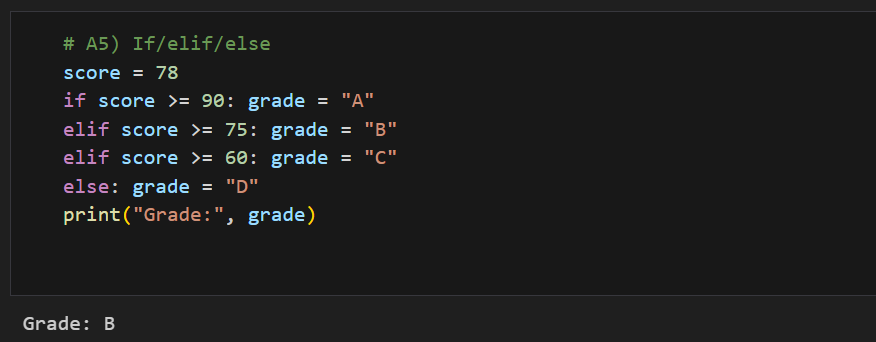 # A5) If/elif/else
score = 78
if score >= 90: grade = "A"
elif score >= 75: grade = "B"
elif score >= 60: grade = "C"
else: grade = "D"
print("Grade:", grade)
Grade: B